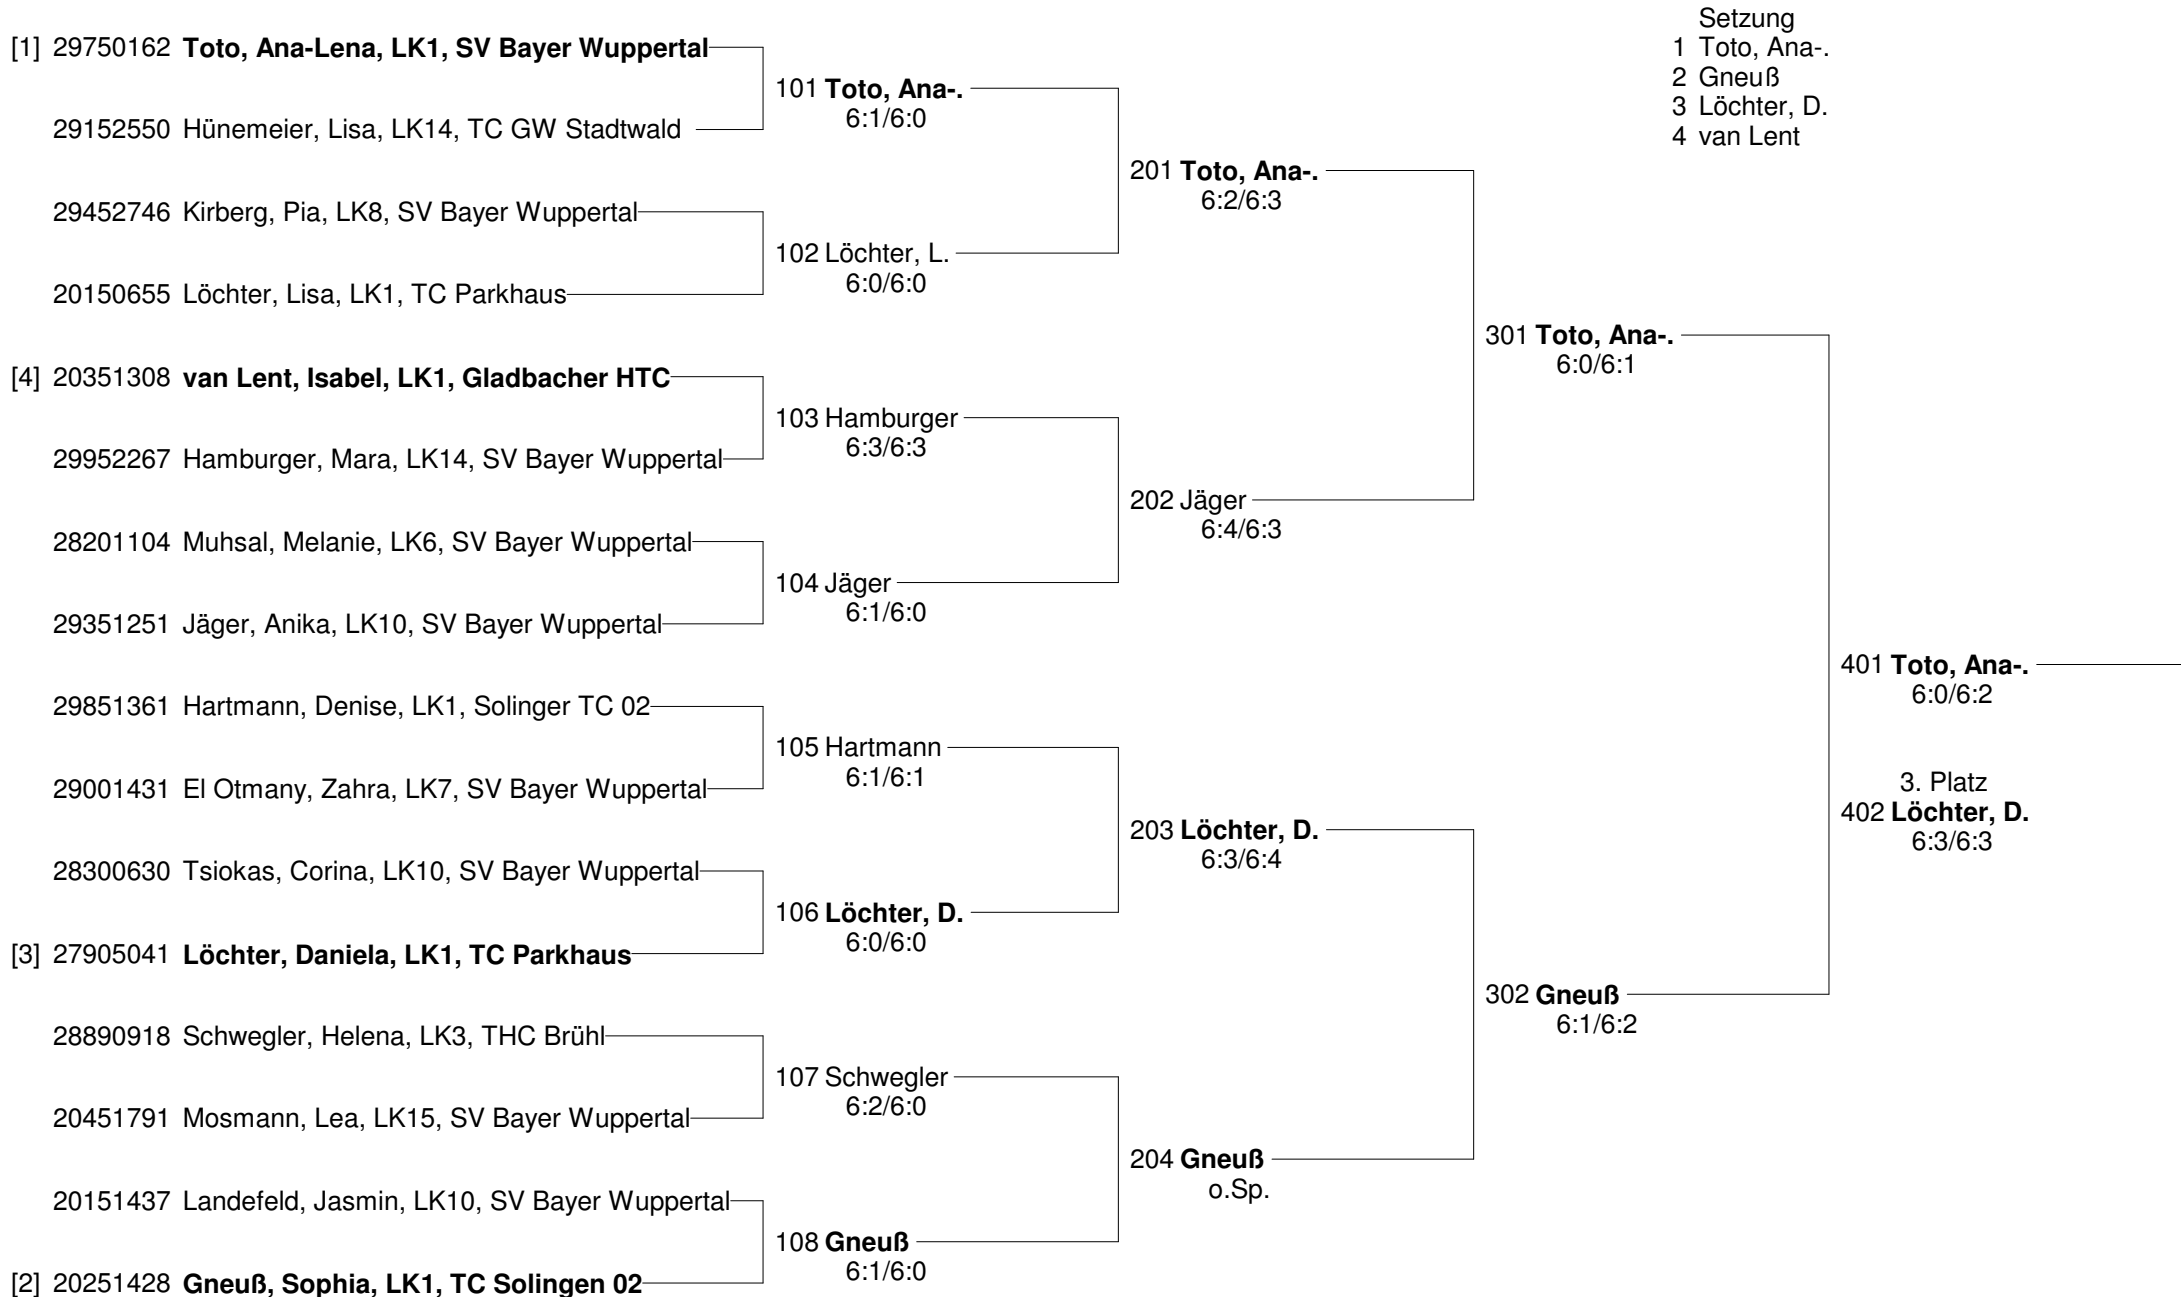 Setzung
1 Toto, Ana-.
2 Gneuß
3 Löchter, D.
4 van Lent
[1] 29750162 Toto, Ana-Lena, LK1, SV Bayer Wuppertal
29152550 Hünemeier, Lisa, LK14, TC GW Stadtwald
29452746 Kirberg, Pia, LK8, SV Bayer Wuppertal
20150655 Löchter, Lisa, LK1, TC Parkhaus
[4] 20351308 van Lent, Isabel, LK1, Gladbacher HTC
29952267 Hamburger, Mara, LK14, SV Bayer Wuppertal
28201104 Muhsal, Melanie, LK6, SV Bayer Wuppertal
29351251 Jäger, Anika, LK10, SV Bayer Wuppertal
29851361 Hartmann, Denise, LK1, Solinger TC 02
29001431 El Otmany, Zahra, LK7, SV Bayer Wuppertal
28300630 Tsiokas, Corina, LK10, SV Bayer Wuppertal
[3] 27905041 Löchter, Daniela, LK1, TC Parkhaus
28890918 Schwegler, Helena, LK3, THC Brühl
20451791 Mosmann, Lea, LK15, SV Bayer Wuppertal
20151437 Landefeld, Jasmin, LK10, SV Bayer Wuppertal
[2] 20251428 Gneuß, Sophia, LK1, TC Solingen 02
101 Toto, Ana-.
6:1/6:0
102 Löchter, L.
6:0/6:0
103 Hamburger
6:3/6:3
104 Jäger
6:1/6:0
105 Hartmann
6:1/6:1
106 Löchter, D.
6:0/6:0
107 Schwegler
6:2/6:0
108 Gneuß
6:1/6:0
201 Toto, Ana-.
6:2/6:3
202 Jäger
6:4/6:3
203 Löchter, D.
6:3/6:4
204 Gneuß
o.Sp.
301 Toto, Ana-.
6:0/6:1
302 Gneuß
6:1/6:2
401 Toto, Ana-.
6:0/6:2
3. Platz
402 Löchter, D.
6:3/6:3